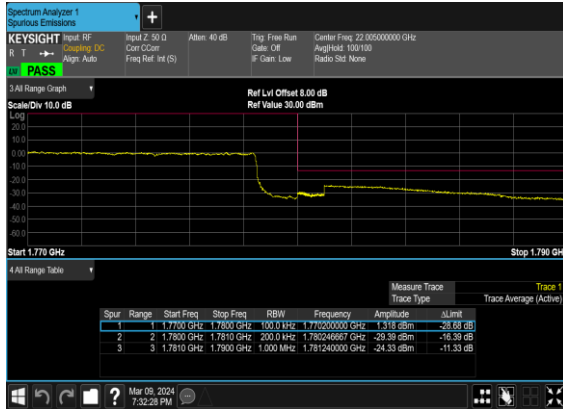 Spectrum Analyzer 1
Spurious Emissions
+
KEYSIGHT Input: RF Input Z: 50 Ω Atten: 40 dB Trig: Free Run Center Freq: 22.005000000 GHz
R T Coupling: DC Corr CCorr Gate: Off Avg|Hold: 100/100
Align: Auto Freq Ref: Int (S) IF Gain: Low Radio Std: None
PASS
3 All Range Graph
Ref Lvl Offset 8.00 dB
Scale/Div 10.0 dB Ref Value 30.00 dBm
Log
20.0
10.0
0.00
-10.0
-20.0
-30.0
-40.0
-50.0
-60.0
Start 1.770 GHz Stop 1.790 GH
4 All Range Table
Measure Trace Trace 1
Trace Type Trace Average (Active)
Spur Range Start Freq Stop Freq RBW Frequency Amplitude ΔLimit
1 1 1.7700 GHz 1.7800 GHz 100.0 kHz 1.770200000 GHz 1.318 dBm -28.68 dB
2 2 1.7800 GHz 1.7810 GHz 200.0 kHz 1.780246667 GHz -29.39 dBm -16.39 dB
3 3 1.7810 GHz 1.7900 GHz 1.000 MHz 1.781240000 GHz -24.33 dBm -11.33 dB
? Mar 09, 2024
7:32:28 PM